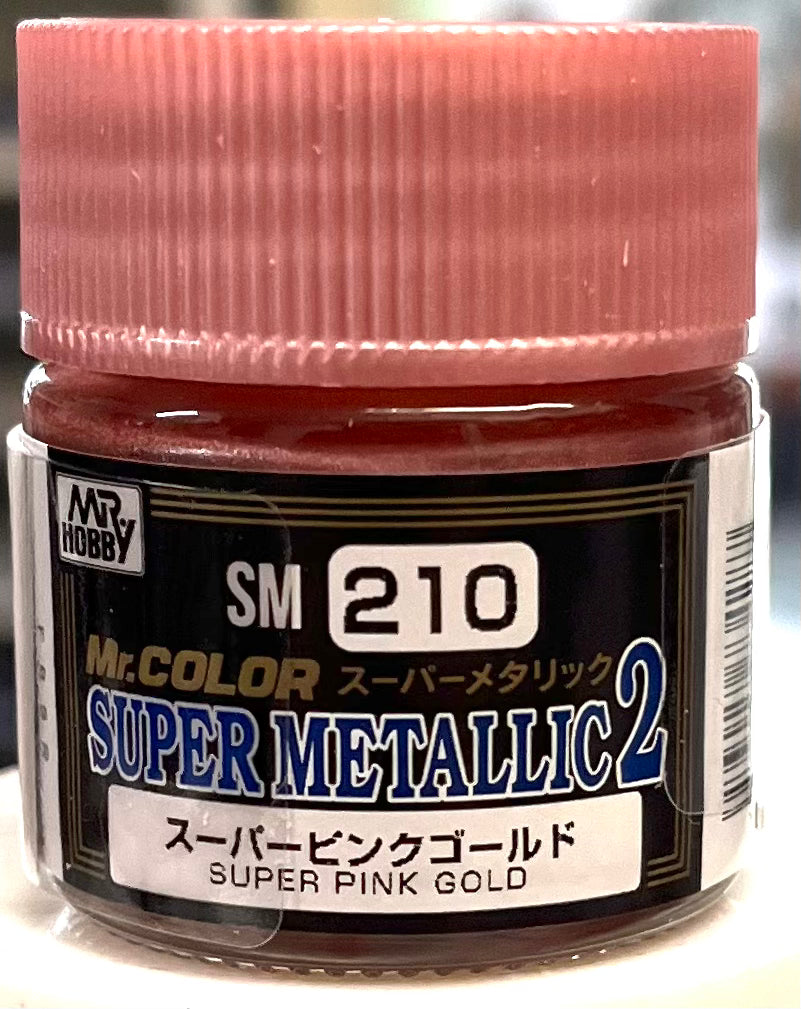 MR.
HOBBY
SM 210
Mr.COLOR スーパーメタリック
SUPER METALLIC 2
スーパーピンクゴールド
SUPER PINK GOLD